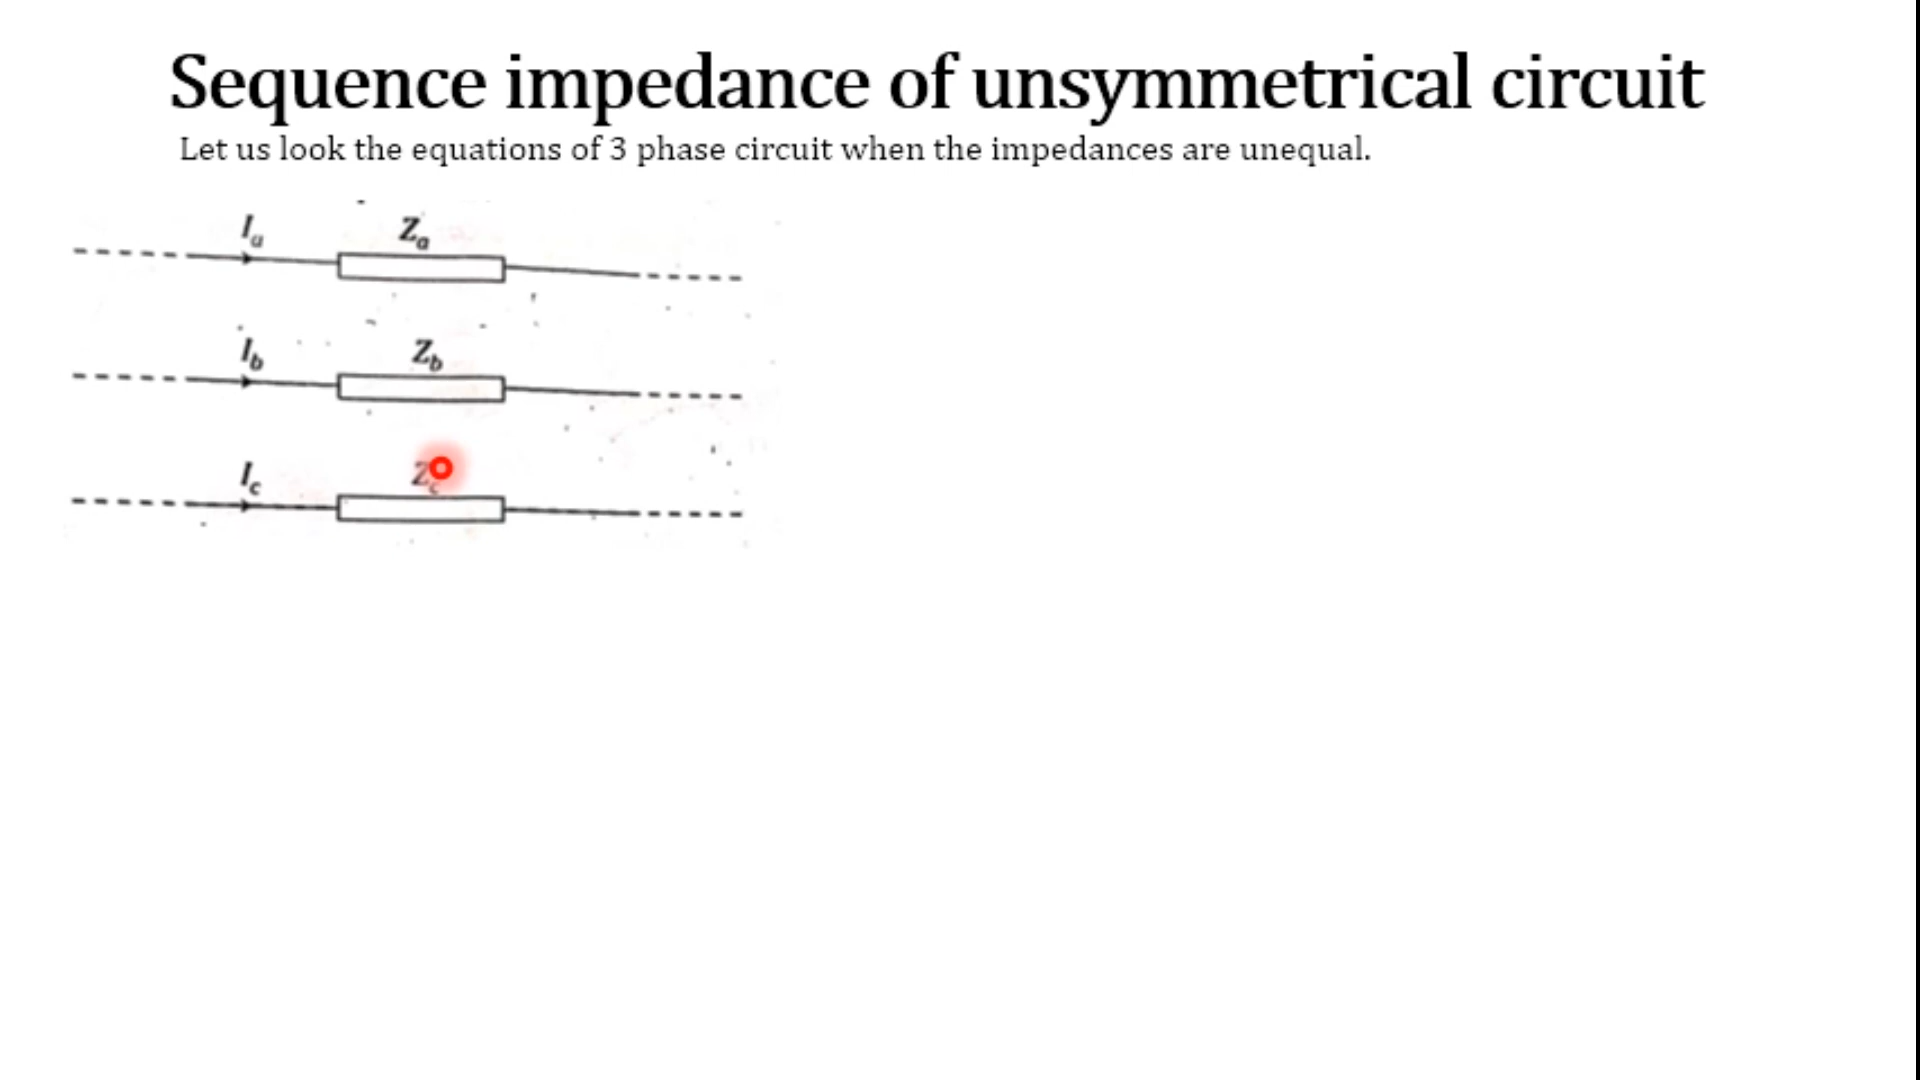 Sequence impedance of unsymmetrical circuit
Let us look the equations of 3 phase circuit when the impedances are unequal.
Ia Za
Ib Zb
Ic Zc